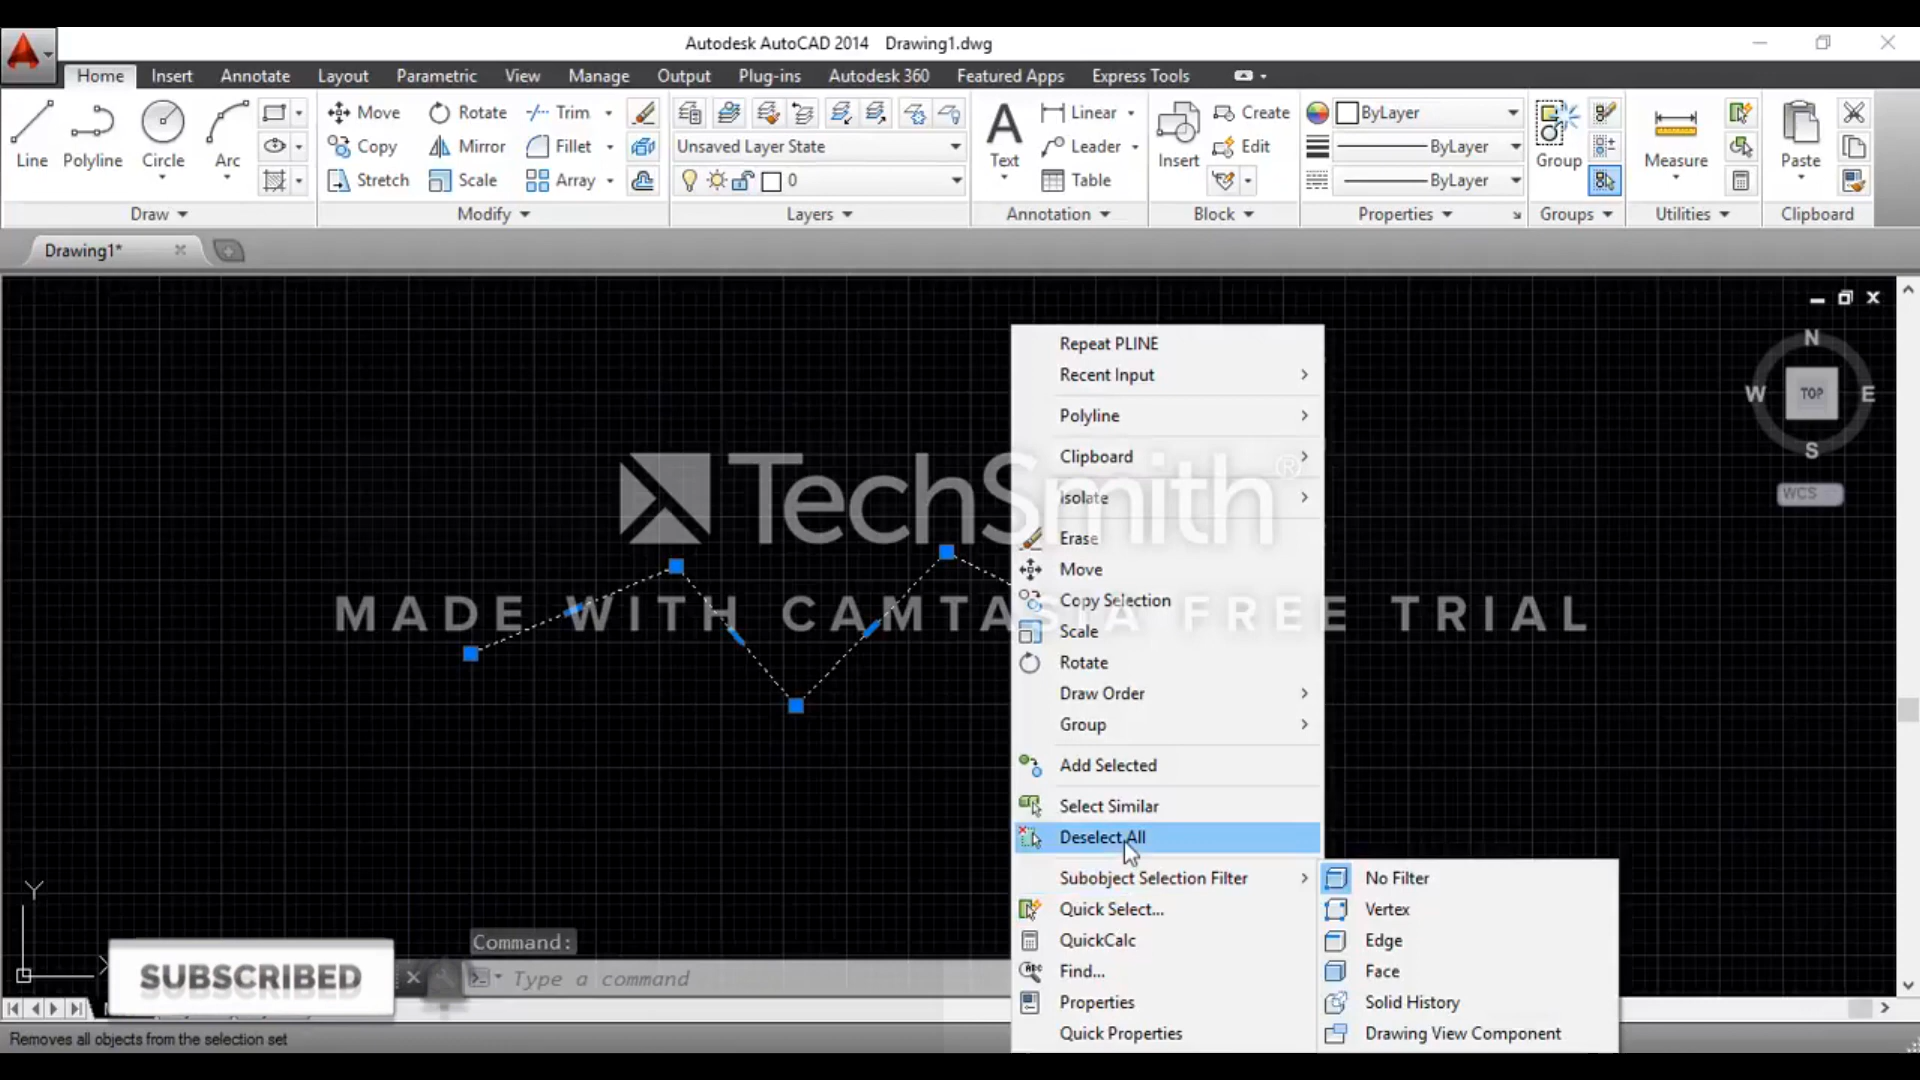 Autodesk AutoCAD 2014 Drawing1.dwg
Home Insert Annotate Layout Parametric View Manage Output Plug-ins Autodesk 360 Featured Apps Express Tools
Line Polyline Circle Arc
Draw
Move Rotate Trim
Copy Mirror Fillet
Stretch Scale Array
Modify
Unsaved Layer State
0
Layers
Text
Linear
Leader
Table
Annotation
Insert
Create
Edit
Block
ByLayer
ByLayer
ByLayer
Properties
Group
Groups
Measure
Utilities
Paste
Clipboard
Drawing1*
N
W TOP E
S
WCS
Repeat PLINE
Recent Input
Polyline
Clipboard
Isolate
Erase
Move
Copy Selection
Scale
Rotate
Draw Order
Group
Add Selected
Select Similar
Deselect All
Subobject Selection Filter
Quick Select...
QuickCalc
Find...
Properties
Quick Properties
No Filter
Vertex
Edge
Face
Solid History
Drawing View Component
TechSmith®
MADE WITH CAMTASIA FREE TRIAL
Y
X
Command:
Type a command
SUBSCRIBED
Removes all objects from the selection set